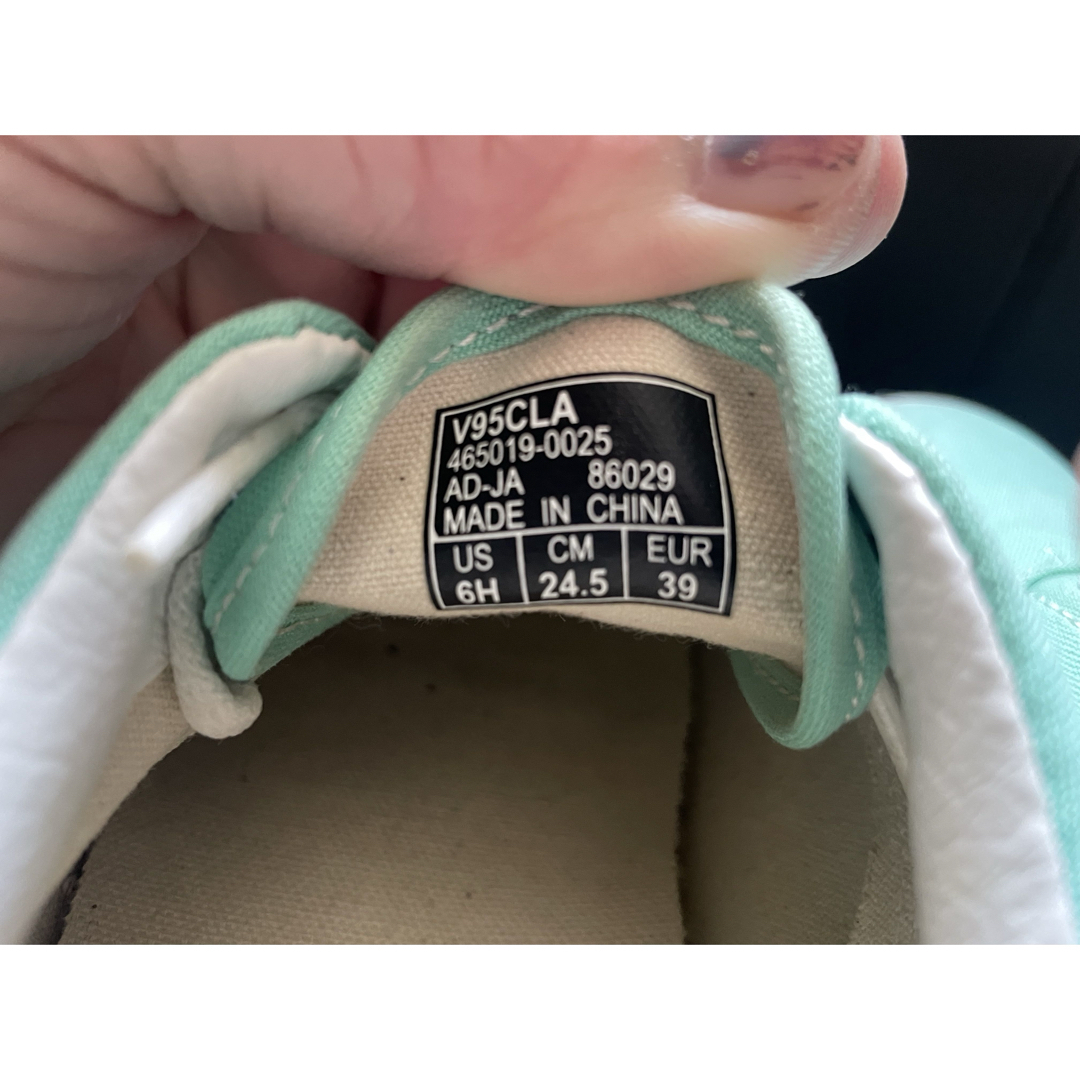 V95CLA
465019-0025
AD-JA 86029
MADE IN CHINA
US CM EUR
6H 24.5 39